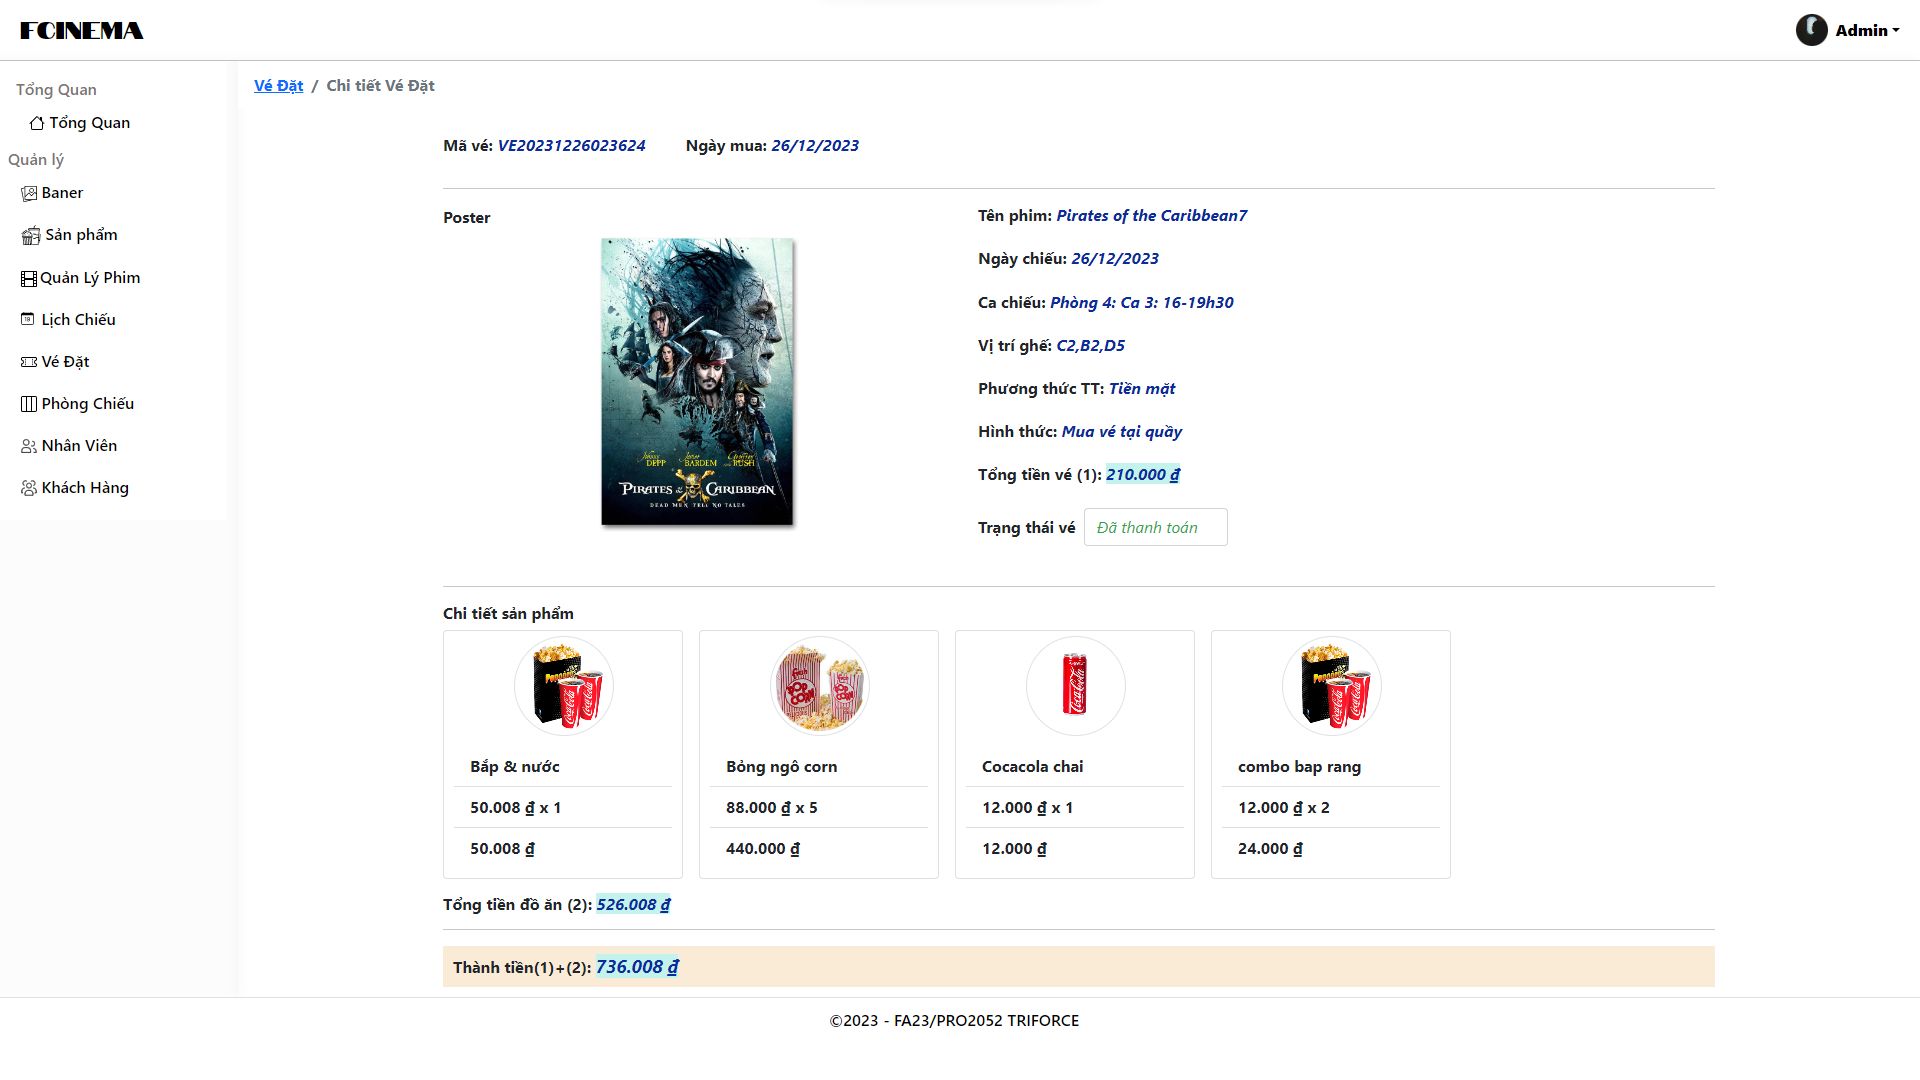 FCINEMA
Admin
Tổng Quan
Tổng Quan
Quản lý
Baner
Sản phẩm
Quản Lý Phim
Lịch Chiếu
Vé Đặt
Phòng Chiếu
Nhân Viên
Khách Hàng
Vé Đặt / Chi tiết Vé Đặt
Mã vé: VE20231226023624 Ngày mua: 26/12/2023
Poster
JOHNNY DEPP JAVIER BARDEM GEOFFREY RUSH
PIRATES of the CARIBBEAN
DEAD MEN TELL NO TALES
Tên phim: Pirates of the Caribbean7
Ngày chiếu: 26/12/2023
Ca chiếu: Phòng 4: Ca 3: 16-19h30
Vị trí ghế: C2,B2,D5
Phương thức TT: Tiền mặt
Hình thức: Mua vé tại quầy
Tổng tiền vé (1): 210.000 ₫
Trạng thái vé Đã thanh toán
Chi tiết sản phẩm
Bắp & nước
50.008 ₫ x 1
50.008 ₫
POP CORN
Bỏng ngô corn
88.000 ₫ x 5
440.000 ₫
Coca-Cola
Cocacola chai
12.000 ₫ x 1
12.000 ₫
combo bap rang
12.000 ₫ x 2
24.000 ₫
Tổng tiền đồ ăn (2): 526.008 ₫
Thành tiền(1)+(2): 736.008 ₫
©2023 - FA23/PRO2052 TRIFORCE